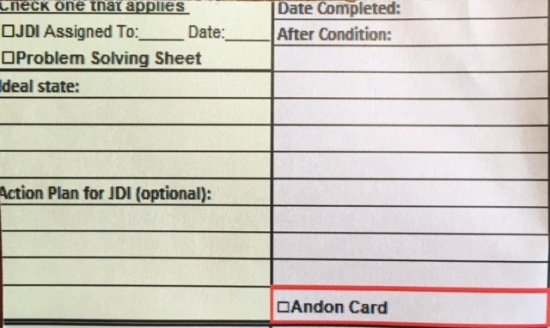 Check one that applies
☐JDI Assigned To:_____ Date:_____
☐Problem Solving Sheet
Ideal state:
Action Plan for JDI (optional):
Date Completed:
After Condition:
☐Andon Card